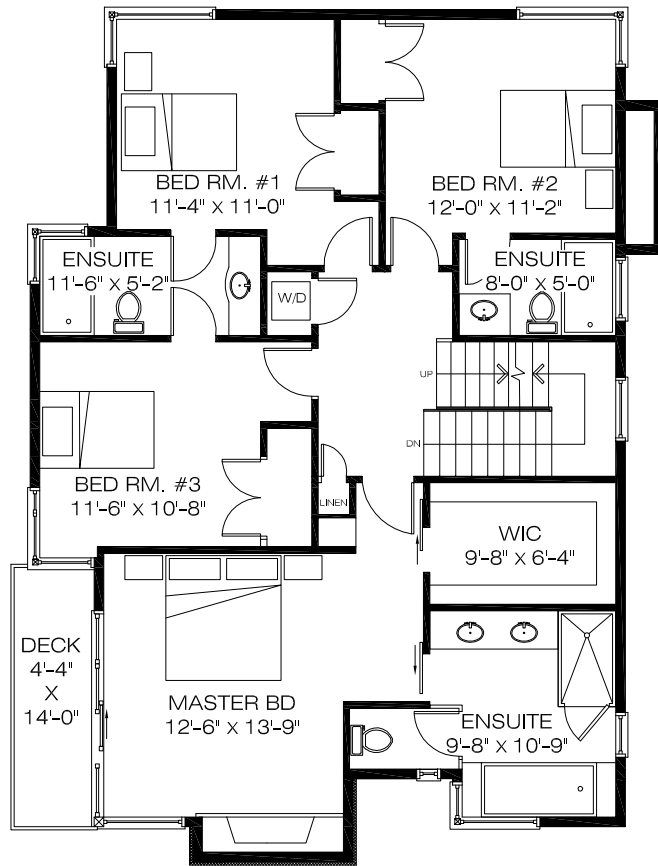 BED RM. #1
11'-4" X 11'-0"
BED RM. #2
12'-0" X 11'-2"
ENSUITE
11'-6" X 5'-2"
W/D
ENSUITE
8'-0" X 5'-0"
UP
DN
BED RM. #3
11'-6" X 10'-8"
LINEN
WIC
9'-8" X 6'-4"
DECK
4'-4"
X
14'-0"
MASTER BD
12'-6" X 13'-9"
ENSUITE
9'-8" X 10'-9"